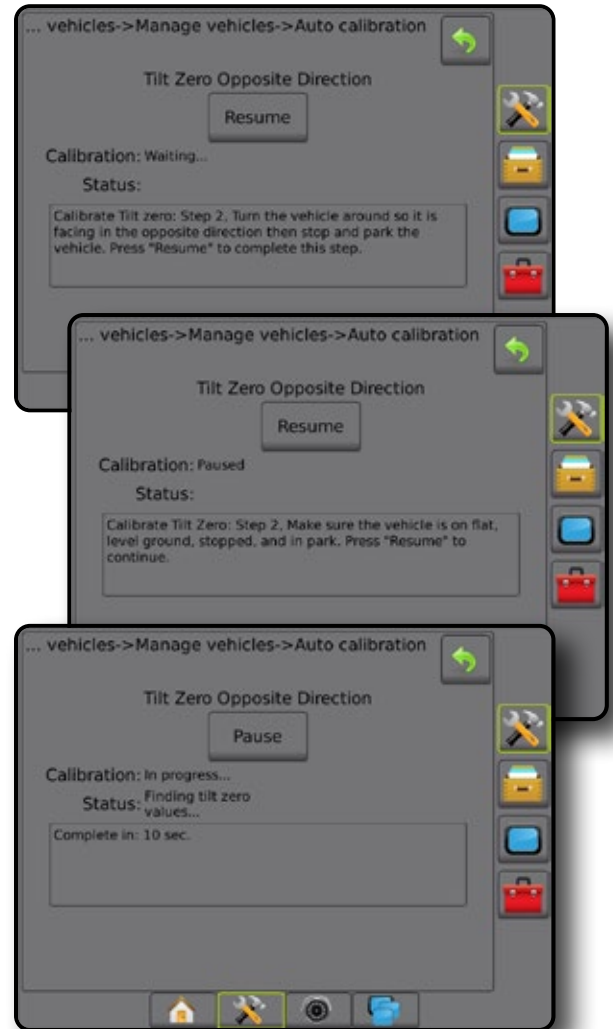 ... vehicles->Manage vehicles->Auto calibration
Tilt Zero Opposite Direction
Resume
Calibration: Waiting...
Status:
Calibrate Tilt zero: Step 2, Turn the vehicle around so it is
facing in the opposite direction then stop and park the
vehicle. Press "Resume" to complete this step.
... vehicles->Manage vehicles->Auto calibration
Tilt Zero Opposite Direction
Resume
Calibration: Paused
Status:
Calibrate Tilt Zero: Step 2, Make sure the vehicle is on flat,
level ground, stopped, and in park. Press "Resume" to
continue.
... vehicles->Manage vehicles->Auto calibration
Tilt Zero Opposite Direction
Pause
Calibration: In progress...
Status: Finding tilt zero
values...
Complete in: 10 sec.